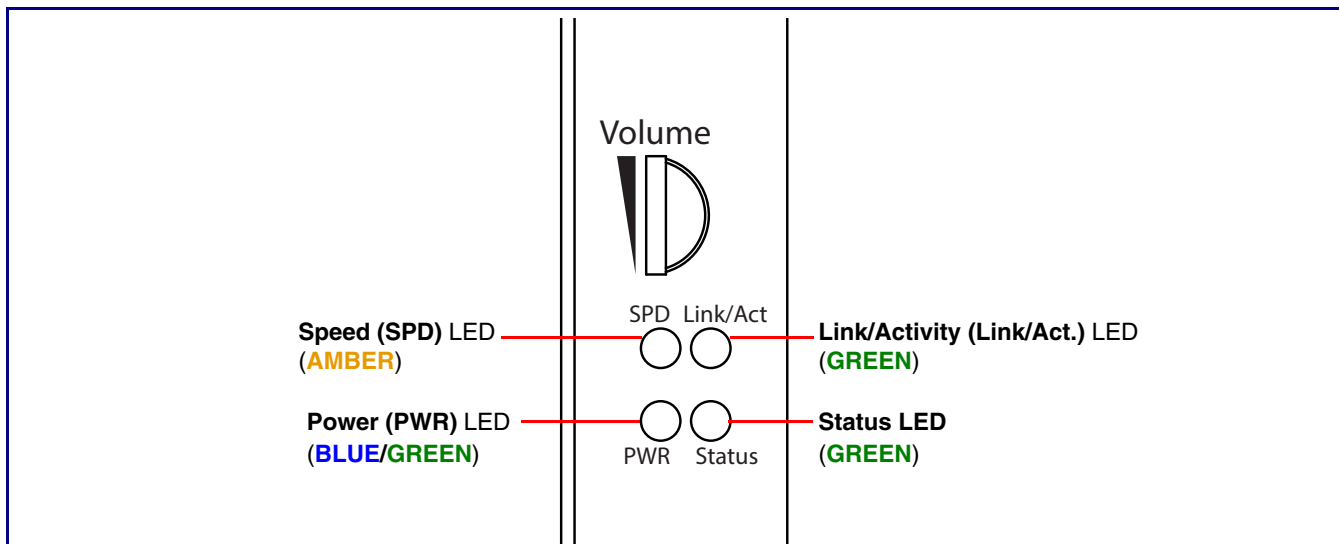 Volume
SPD Link/Act
Speed (SPD) LED
(AMBER)
Link/Activity (Link/Act.) LED
(GREEN)
Power (PWR) LED
(BLUE/GREEN)
Status LED
(GREEN)
PWR Status